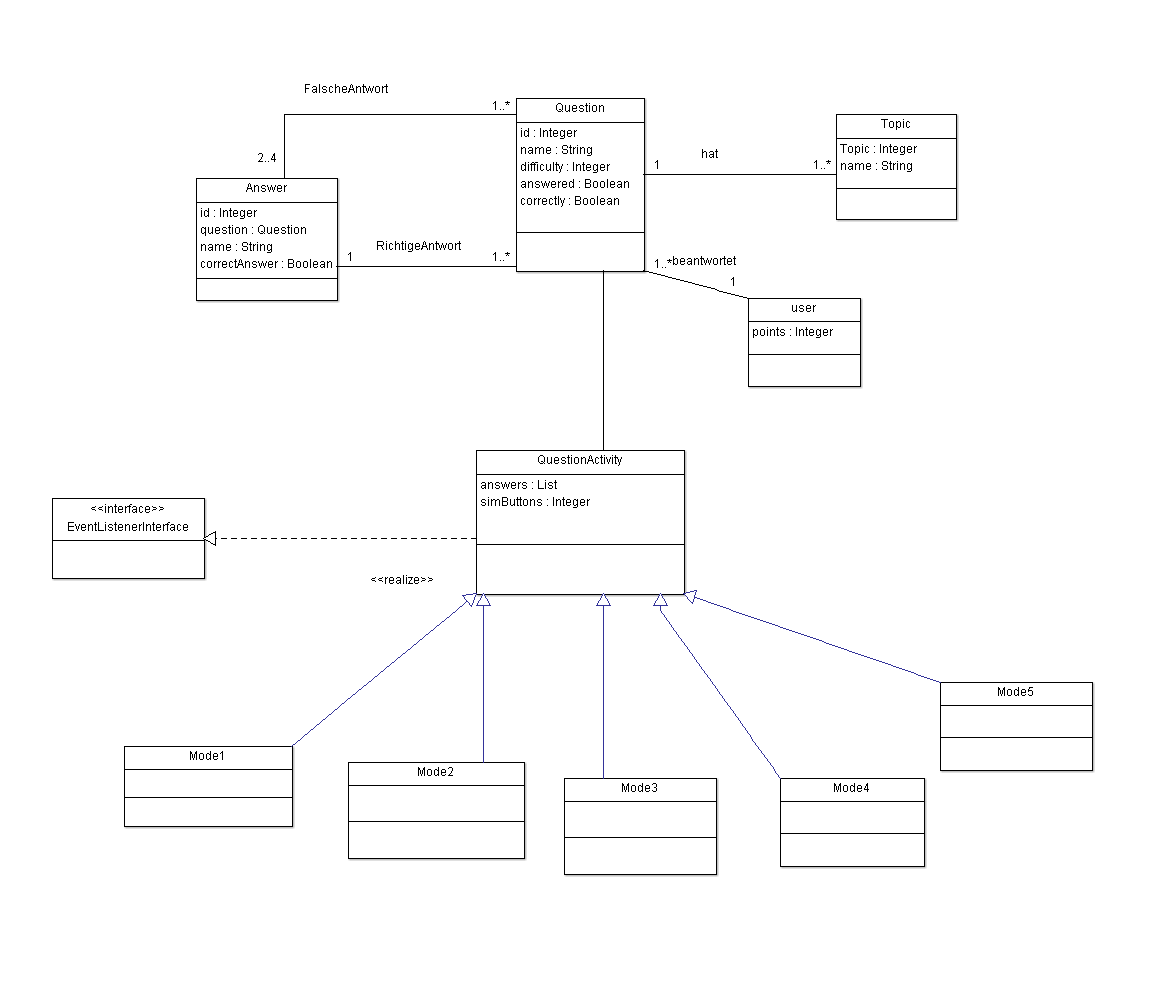 FalscheAntwort
1..*
2..4
Question
id : Integer
name : String
difficulty : Integer
answered : Boolean
correctly : Boolean
hat
1
1..*
Topic
Topic : Integer
name : String
Answer
id : Integer
question : Question
name : String
correctAnswer : Boolean
RichtigeAntwort
1
1..*
1..*
beantwortet
1
user
points : Integer
QuestionActivity
answers : List
simButtons : Integer
<<interface>>
EventListenerInterface
<<realize>>
Mode5
Mode1
Mode2
Mode3
Mode4